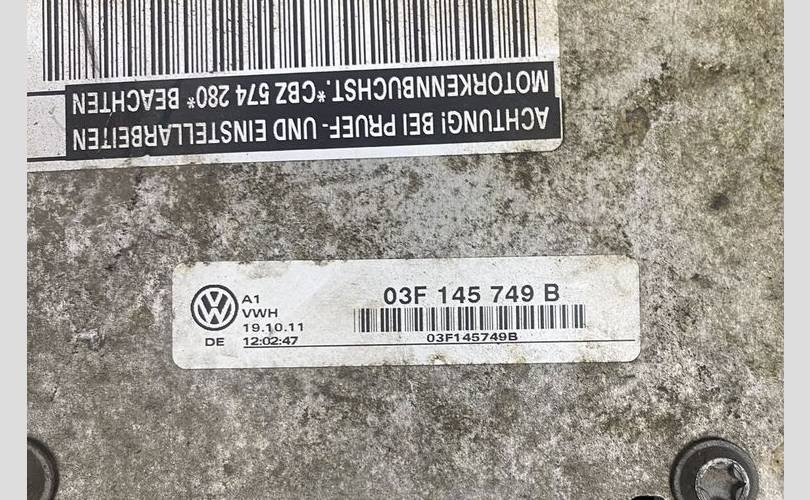 ACHTUNG! BEI PRUEF- UND EINSTELLARBEITEN
MOTORKENNBUCHST. *CBZ 574 280* BEACHTEN
VW
A1
VWH
19.10.11
DE 12:02:47
03F 145 749 B
03F145749B